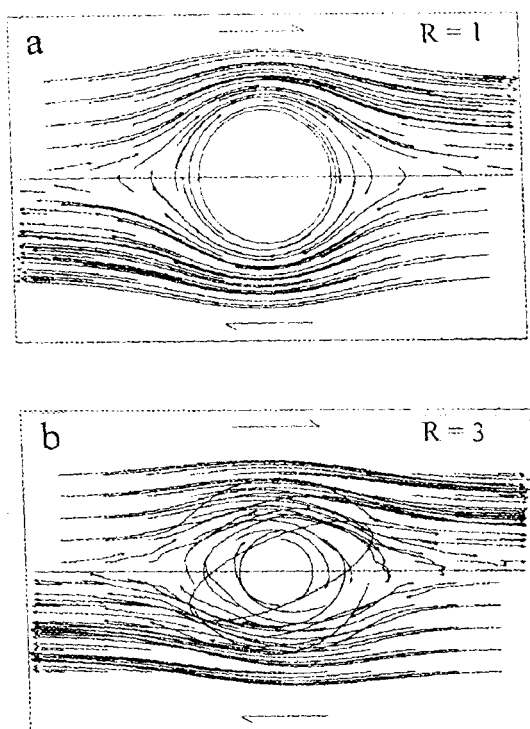 a R = 1
b R = 3